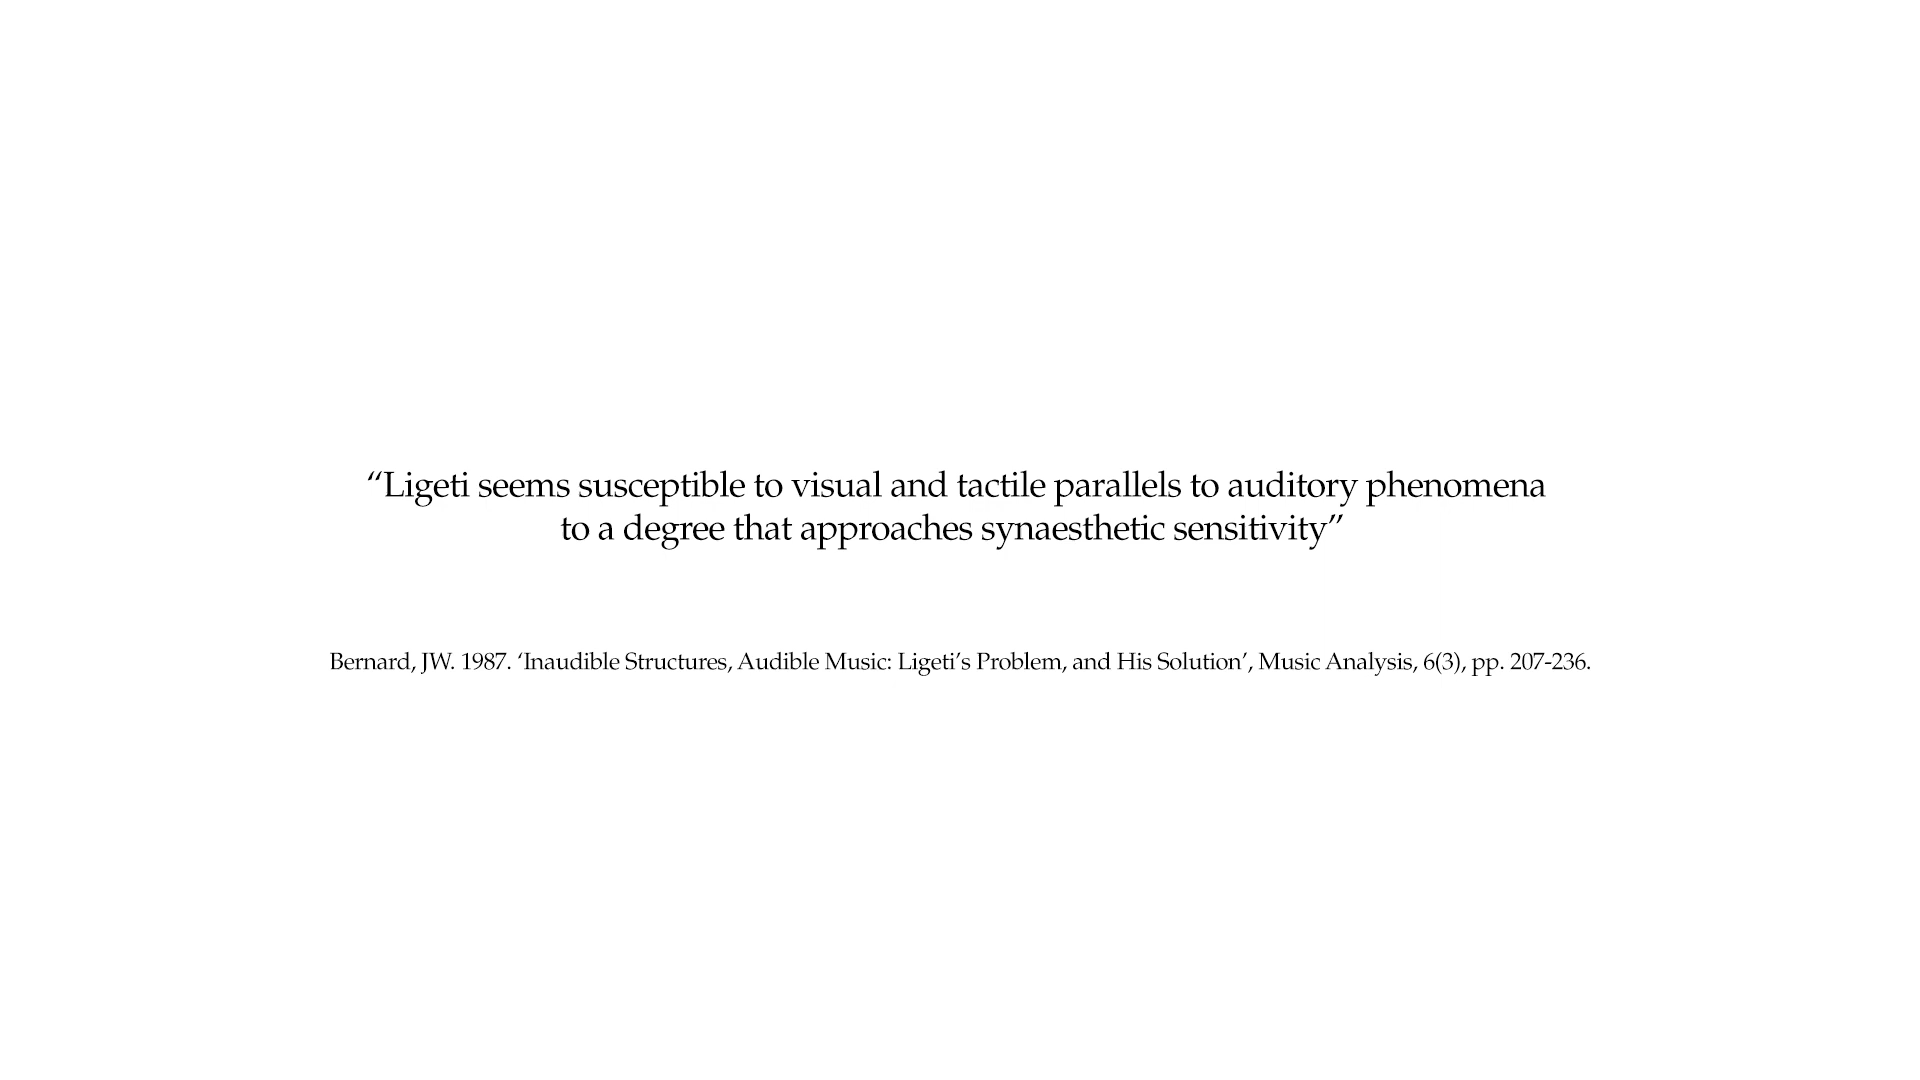 “Ligeti seems susceptible to visual and tactile parallels to auditory phenomena
to a degree that approaches synaesthetic sensitivity”
Bernard, JW. 1987. ‘Inaudible Structures, Audible Music: Ligeti’s Problem, and His Solution’, Music Analysis, 6(3), pp. 207-236.